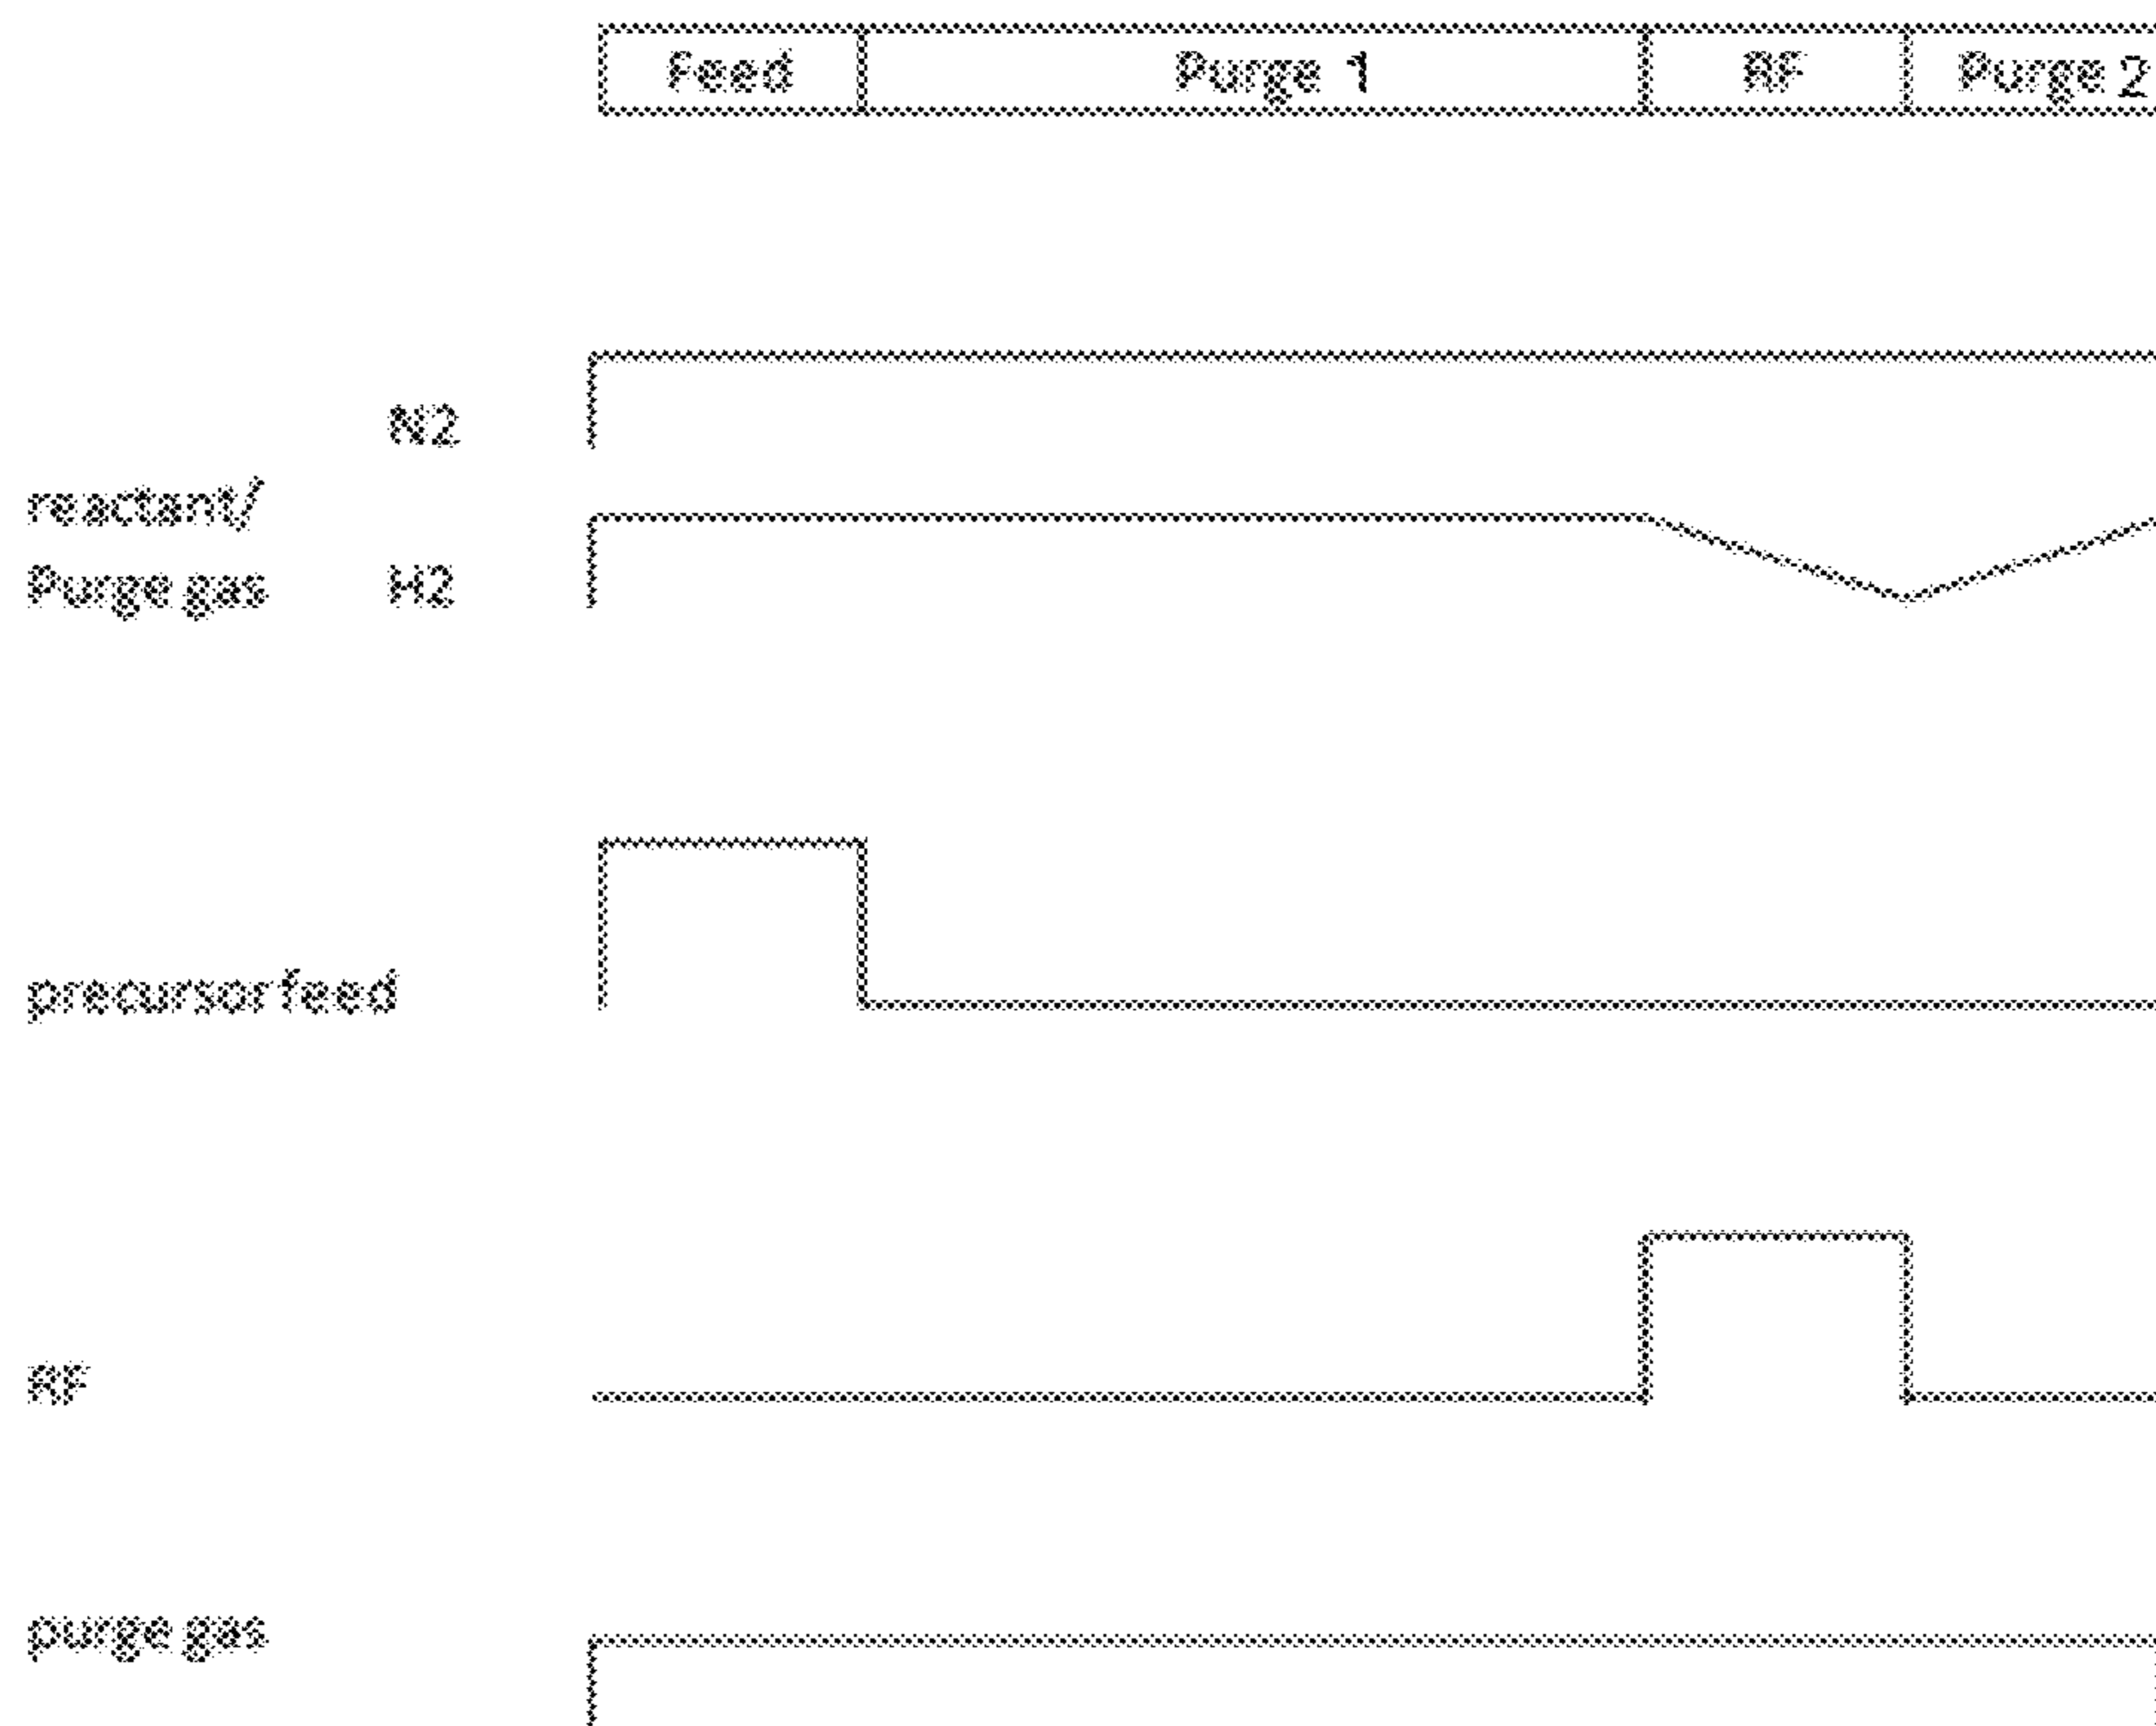 Feed Purge 1 RF Purge 2
N2
reactant/
Purge gas H2
precursor feed
RF
purge gas